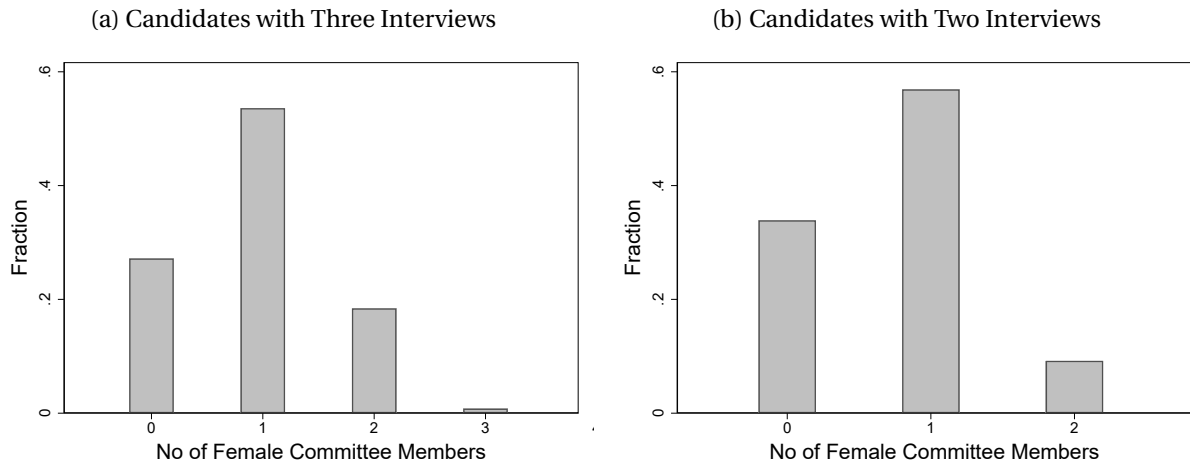 (a) Candidates with Three Interviews
.6
.4
.2
0
Fraction
0 1 2 3
No of Female Committee Members
(b) Candidates with Two Interviews
.6
.4
.2
0
Fraction
0 1 2
No of Female Committee Members